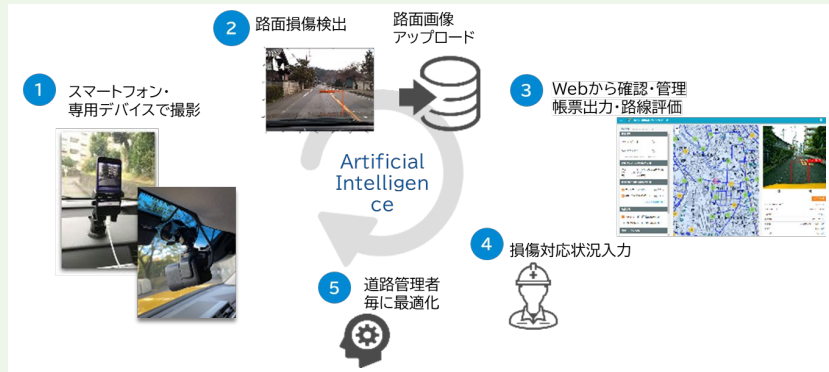 1
スマートフォン・
専用デバイスで撮影
2
路面損傷検出
路面画像
アップロード
3
Webから確認・管理
帳票出力・路線評価
Artificial
Intelligen
ce
4
損傷対応状況入力
5
道路管理者
毎に最適化